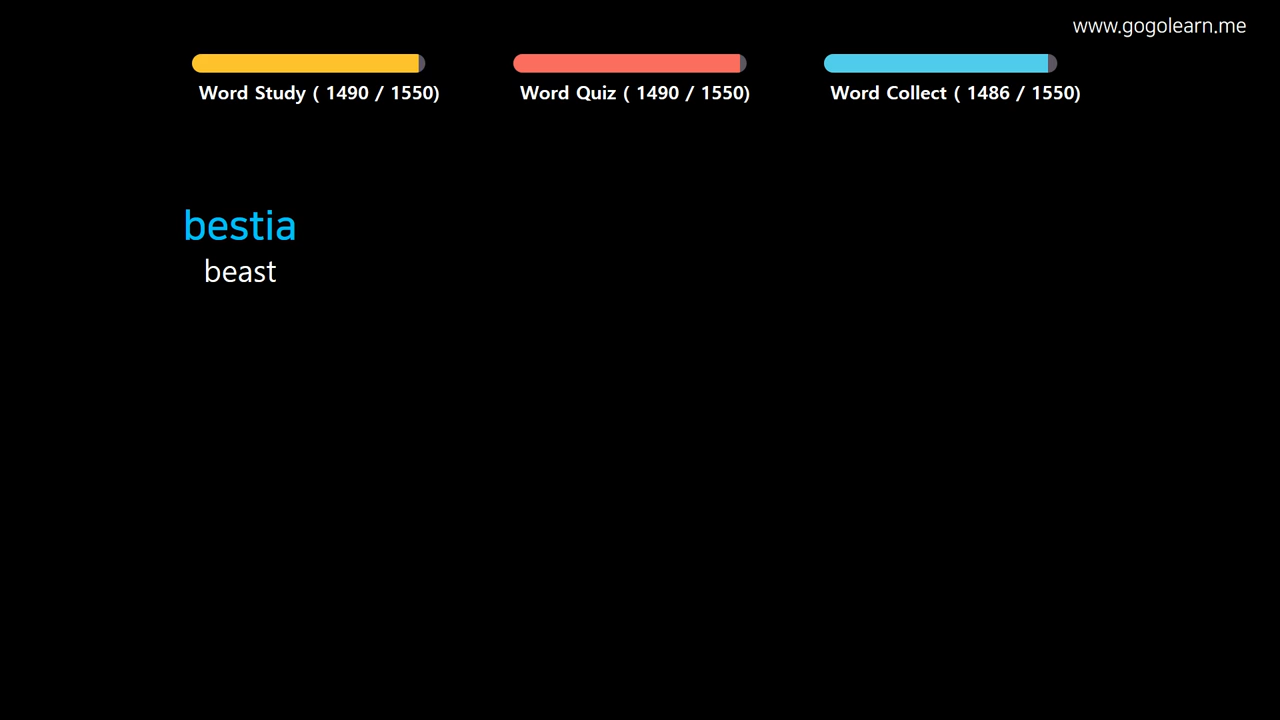 www.gogolearn.me
Word Study ( 1490 / 1550)
Word Quiz ( 1490 / 1550)
Word Collect ( 1486 / 1550)
bestia
beast